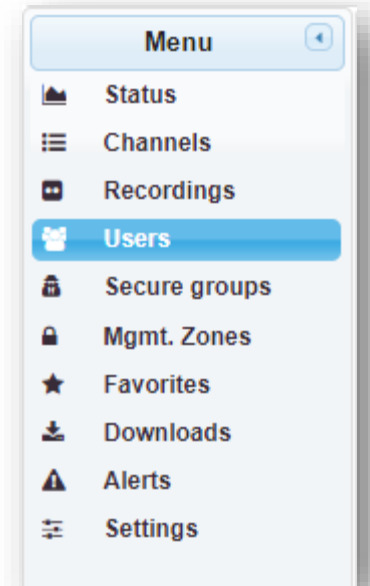 Menu
Status
Channels
Recordings
Users
Secure groups
Mgmt. Zones
Favorites
Downloads
Alerts
Settings